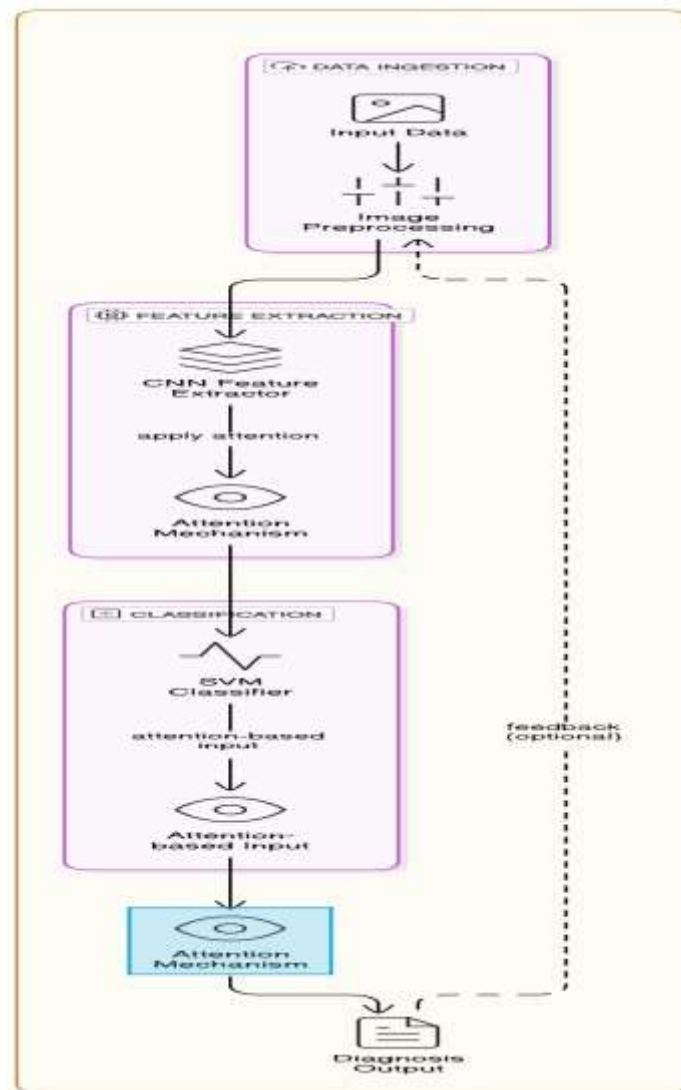 DATA INGESTION
Input Data
Image
Preprocessing
FEATURE EXTRACTION
CNN Feature
Extractor
apply attention
Attention
Mechanism
CLASSIFICATION
SVM
Classifier
attention-based
input
Attention-
based Input
feedback
(optional)
Attention
Mechanism
Diagnosis
Output